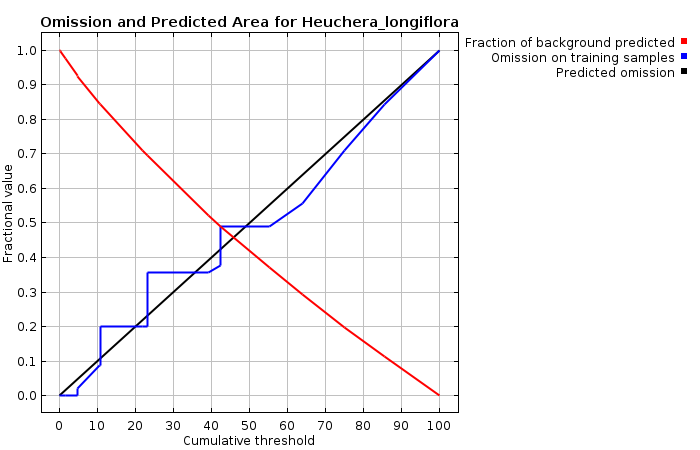 Omission and Predicted Area for Heuchera_longiflora
Fraction of background predicted
Omission on training samples
Predicted omission
Fractional value
1.0
0.9
0.8
0.7
0.6
0.5
0.4
0.3
0.2
0.1
0.0
0 10 20 30 40 50 60 70 80 90 100
Cumulative threshold